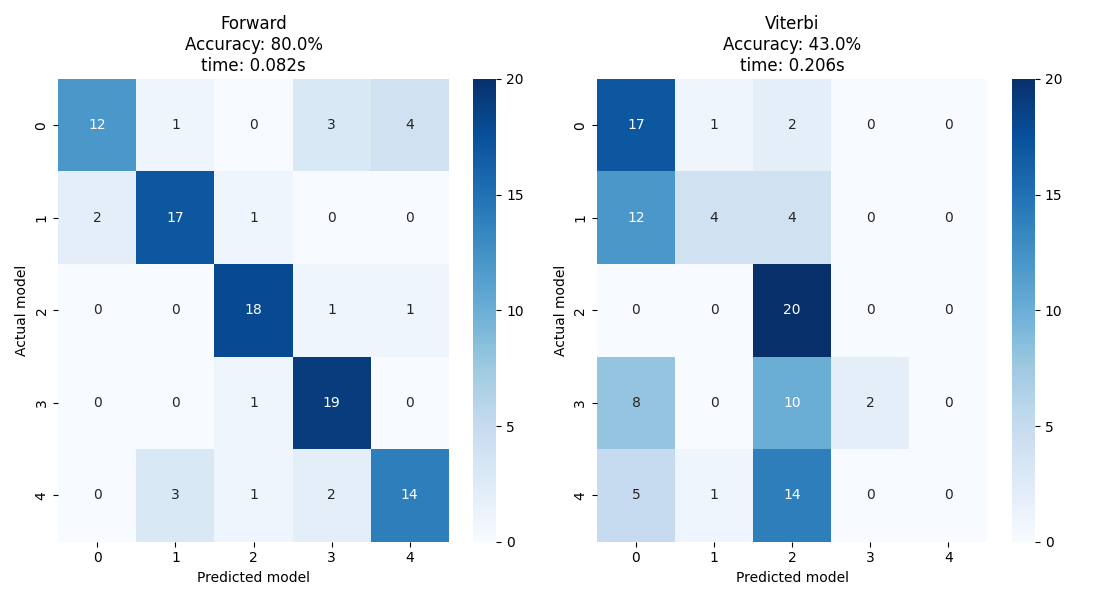 Forward
Accuracy: 80.0%
time: 0.082s
Actual model
0
12 1 0 3 4
1
2 17 1 0 0
2
0 0 18 1 1
3
0 0 1 19 0
4
0 3 1 2 14
0 1 2 3 4
Predicted model
20
15
10
5
0
Viterbi
Accuracy: 43.0%
time: 0.206s
Actual model
0
17 1 2 0 0
1
12 4 4 0 0
2
0 0 20 0 0
3
8 0 10 2 0
4
5 1 14 0 0
0 1 2 3 4
Predicted model
20
15
10
5
0